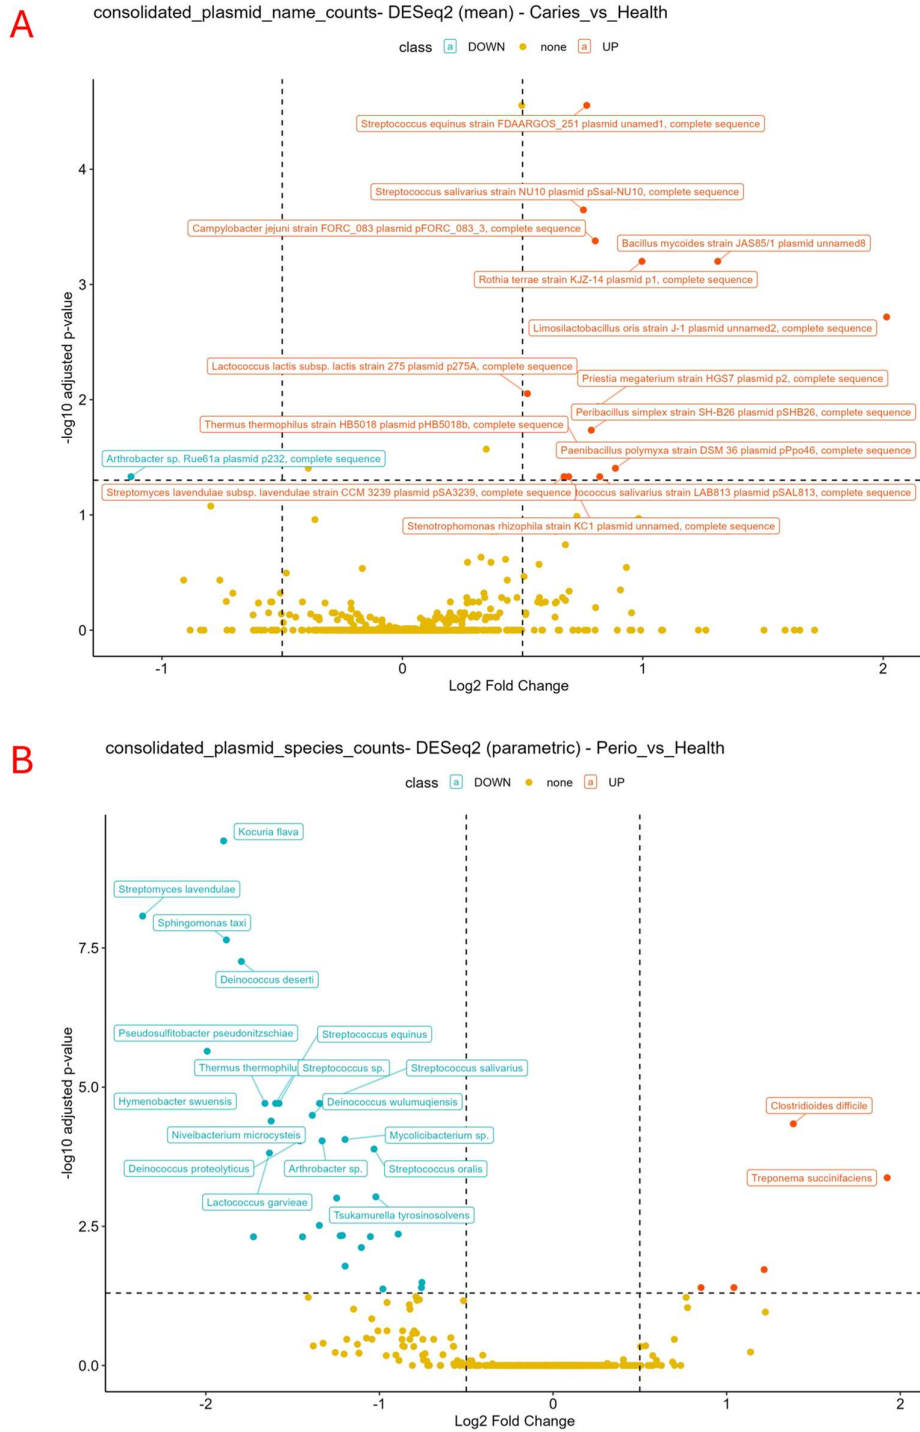 A
consolidated_plasmid_name_counts- DESeq2 (mean) - Caries_vs_Health
class a DOWN none a UP
Streptococcus equinus strain FDAARGOS_251 plasmid unamed1, complete sequence
4
Streptococcus salivarius strain NU10 plasmid pSsal-NU10, complete sequence
Campylobacter jejuni strain FORC_083 plasmid pFORC_083_3, complete sequence
Bacillus mycoides strain JAS85/1 plasmid unnamed8
Rothia terrae strain KJZ-14 plasmid p1, complete sequence
3
Limosilactobacillus oris strain J-1 plasmid unnamed2, complete sequence
-log10 adjusted p-value
Lactococcus lactis subsp. lactis strain 275 plasmid p275A, complete sequence
Priestia megaterium strain HGS7 plasmid p2, complete sequence
2
Peribacillus simplex strain SH-B26 plasmid pSHB26, complete sequence
Thermus thermophilus strain HB5018 plasmid pHB5018b, complete sequence
Paenibacillus polymyxa strain DSM 36 plasmid pPpo46, complete sequence
Arthrobacter sp. Rue61a plasmid p232, complete sequence
Streptomyces lavendulae subsp. lavendulae strain CCM 3239 plasmid pSA3239, complete sequence
ococcus salivarius strain LAB813 plasmid pSAL813, complete sequence
1
Stenotrophomonas rhizophila strain KC1 plasmid unnamed, complete sequence
0
-1 0 1 2
Log2 Fold Change
B
consolidated_plasmid_species_counts- DESeq2 (parametric) - Perio_vs_Health
class a DOWN none a UP
Kocuria flava
Streptomyces lavendulae
Sphingomonas taxi
7.5
Deinococcus deserti
-log10 adjusted p-value
Pseudosulfitobacter pseudonitzschiae
Streptococcus equinus
Thermus thermophilu
Streptococcus sp.
Streptococcus salivarius
5.0
Hymenobacter swuensis
Deinococcus wulumuqiensis
Clostridioides difficile
Niveibacterium microcysteis
Mycolicibacterium sp.
Deinococcus proteolyticus
Arthrobacter sp.
Streptococcus oralis
Treponema succinifaciens
Lactococcus garvieae
Tsukamurella tyrosinosolvens
2.5
0.0
-2 -1 0 1 2
Log2 Fold Change